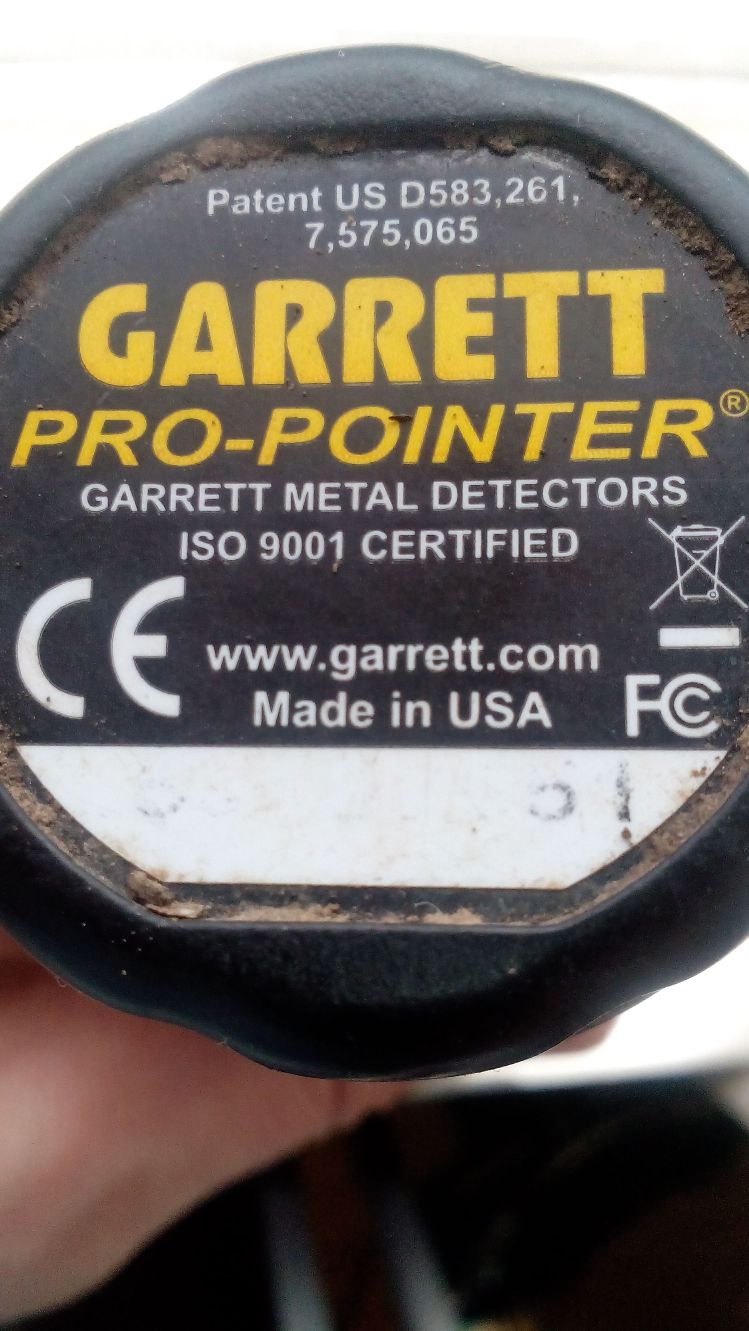 Patent US D583,261,
7,575,065
GARRETT
PRO-POINTER®
GARRETT METAL DETECTORS
ISO 9001 CERTIFIED
CE
www.garrett.com
Made in USA
FC